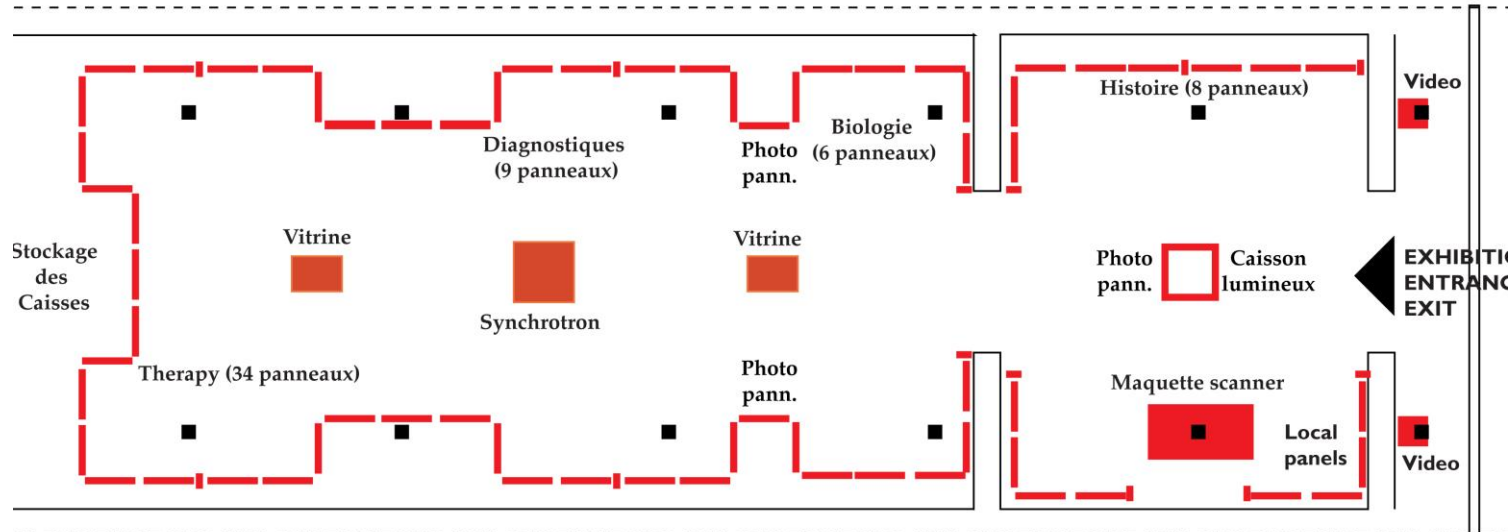 Video
Histoire (8 panneaux)
Biologie
(6 panneaux)
Diagnostiques
(9 panneaux)
Photo
pann.
Stockage
des
Caisses
Vitrine
Synchrotron
Vitrine
Photo
pann.
Caisson
lumineux
EXHIBITI
ENTRANC
EXIT
Therapy (34 panneaux)
Photo
pann.
Maquette scanner
Local
panels
Video